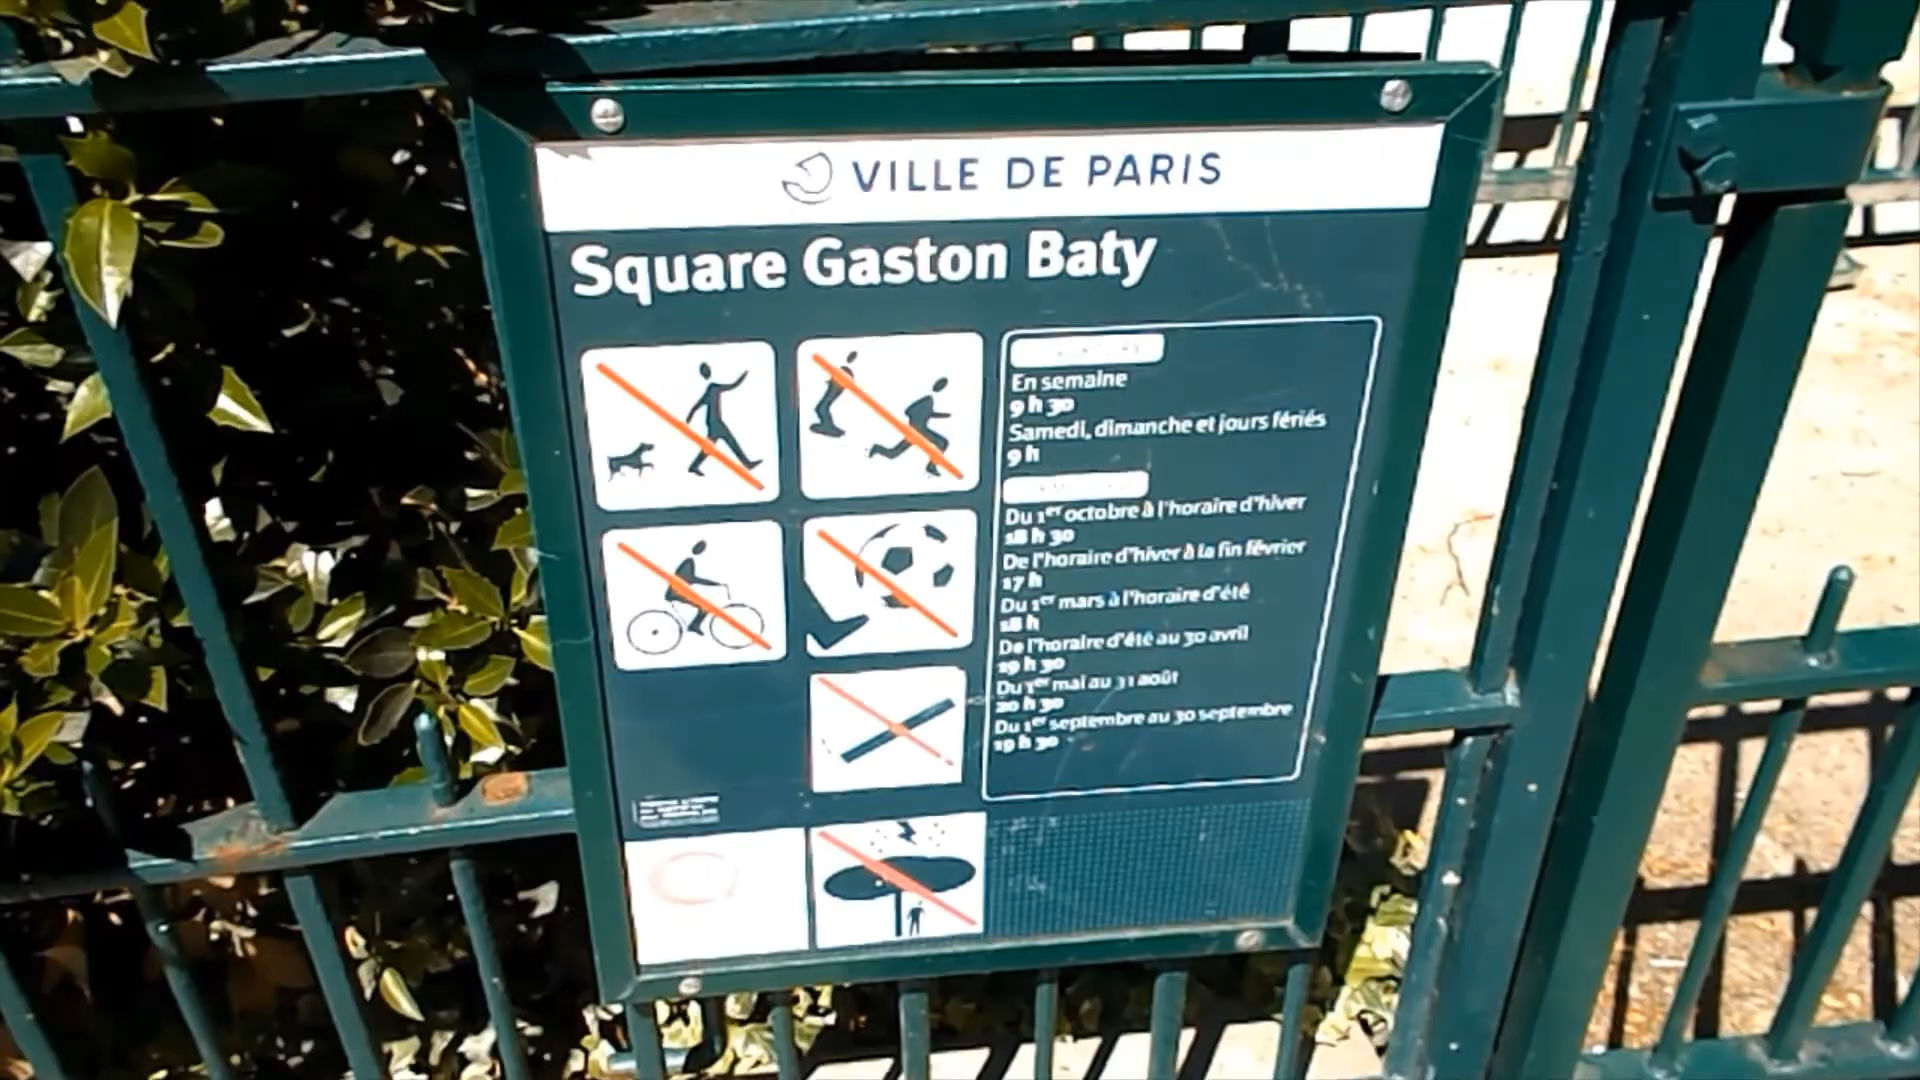 VILLE DE PARIS
Square Gaston Baty
En semaine
9 h 30
Samedi, dimanche et jours fériés
9 h
Du 1er octobre à l'horaire d'hiver
18 h 30
De l'horaire d'hiver à la fin février
17 h
Du 1er mars à l'horaire d'été
18 h
De l'horaire d'été au 30 avril
19 h 30
Du 1er mai au 31 août
20 h 30
Du 1er septembre au 30 septembre
19 h 30